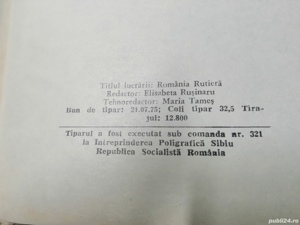 Titlul lucrării: România Rutieră
Redactor: Elisabeta Rușinaru
Tehnoredactor: Maria Tameș
Bun de tipar: 21.07.75; Coli tipar 32,5 Tira-
jul: 12.800
Tiparul a fost executat sub comanda nr. 321
la Întreprinderea Poligrafică Sibiu
Republica Socialistă România
publi24.ro